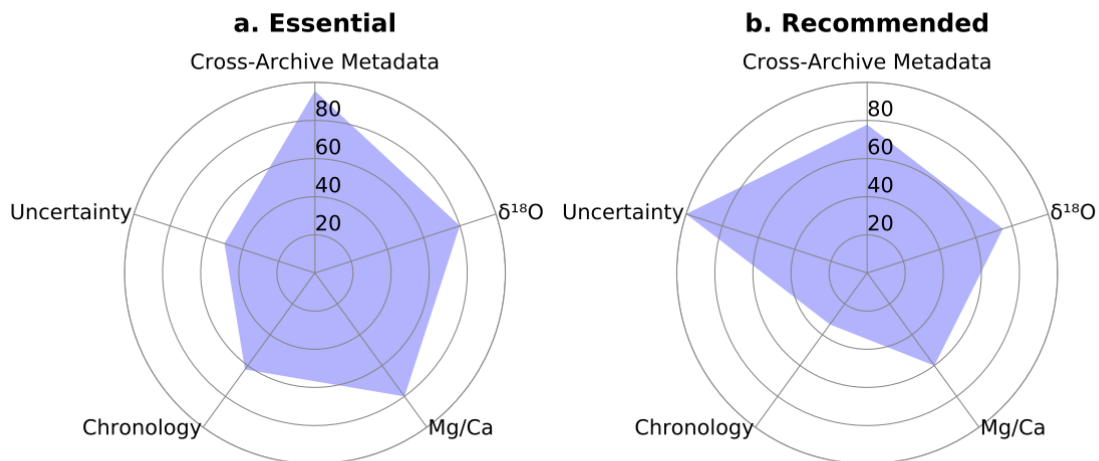 a. Essential
Cross-Archive Metadata
80
60
40
20
δ¹⁸O
Uncertainty
Chronology
Mg/Ca
b. Recommended
Cross-Archive Metadata
80
60
40
20
δ¹⁸O
Uncertainty
Chronology
Mg/Ca